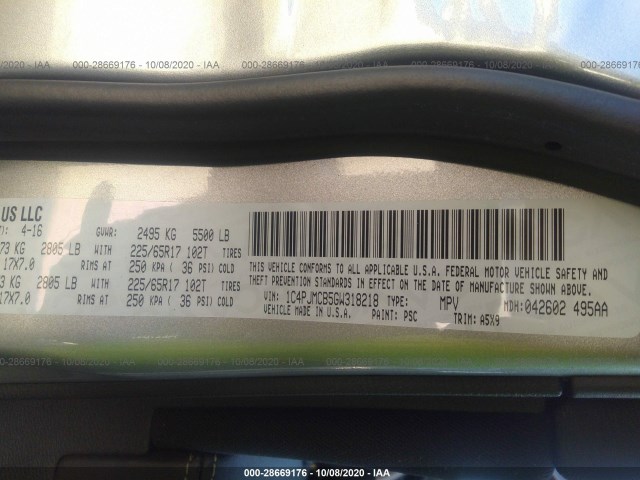 000-28669176 - 10/08/2020 - IAA
US LLC
4-16
GVWR: 2495 KG 5500 LB
73 KG 2805 LB WITH 225/65R17 102T TIRES
17X7.0 RIMS AT 250 KPA ( 36 PSI) COLD
3 KG 2805 LB WITH 225/65R17 102T TIRES
17X7.0 RIMS AT 250 KPA ( 36 PSI) COLD
THIS VEHICLE CONFORMS TO ALL APPLICABLE U.S.A. FEDERAL MOTOR VEHICLE SAFETY AND
THEFT PREVENTION STANDARDS IN EFFECT ON THE DATE OF MANUFACTURE SHOWN ABOVE.
VIN: 1C4PJMCB5GW318218 TYPE: MPV MDH: 042602 495AA
VEHICLE MADE IN U.S.A. PAINT: PSC TRIM: A5X9
000-28669176 - 10/08/2020 - IAA